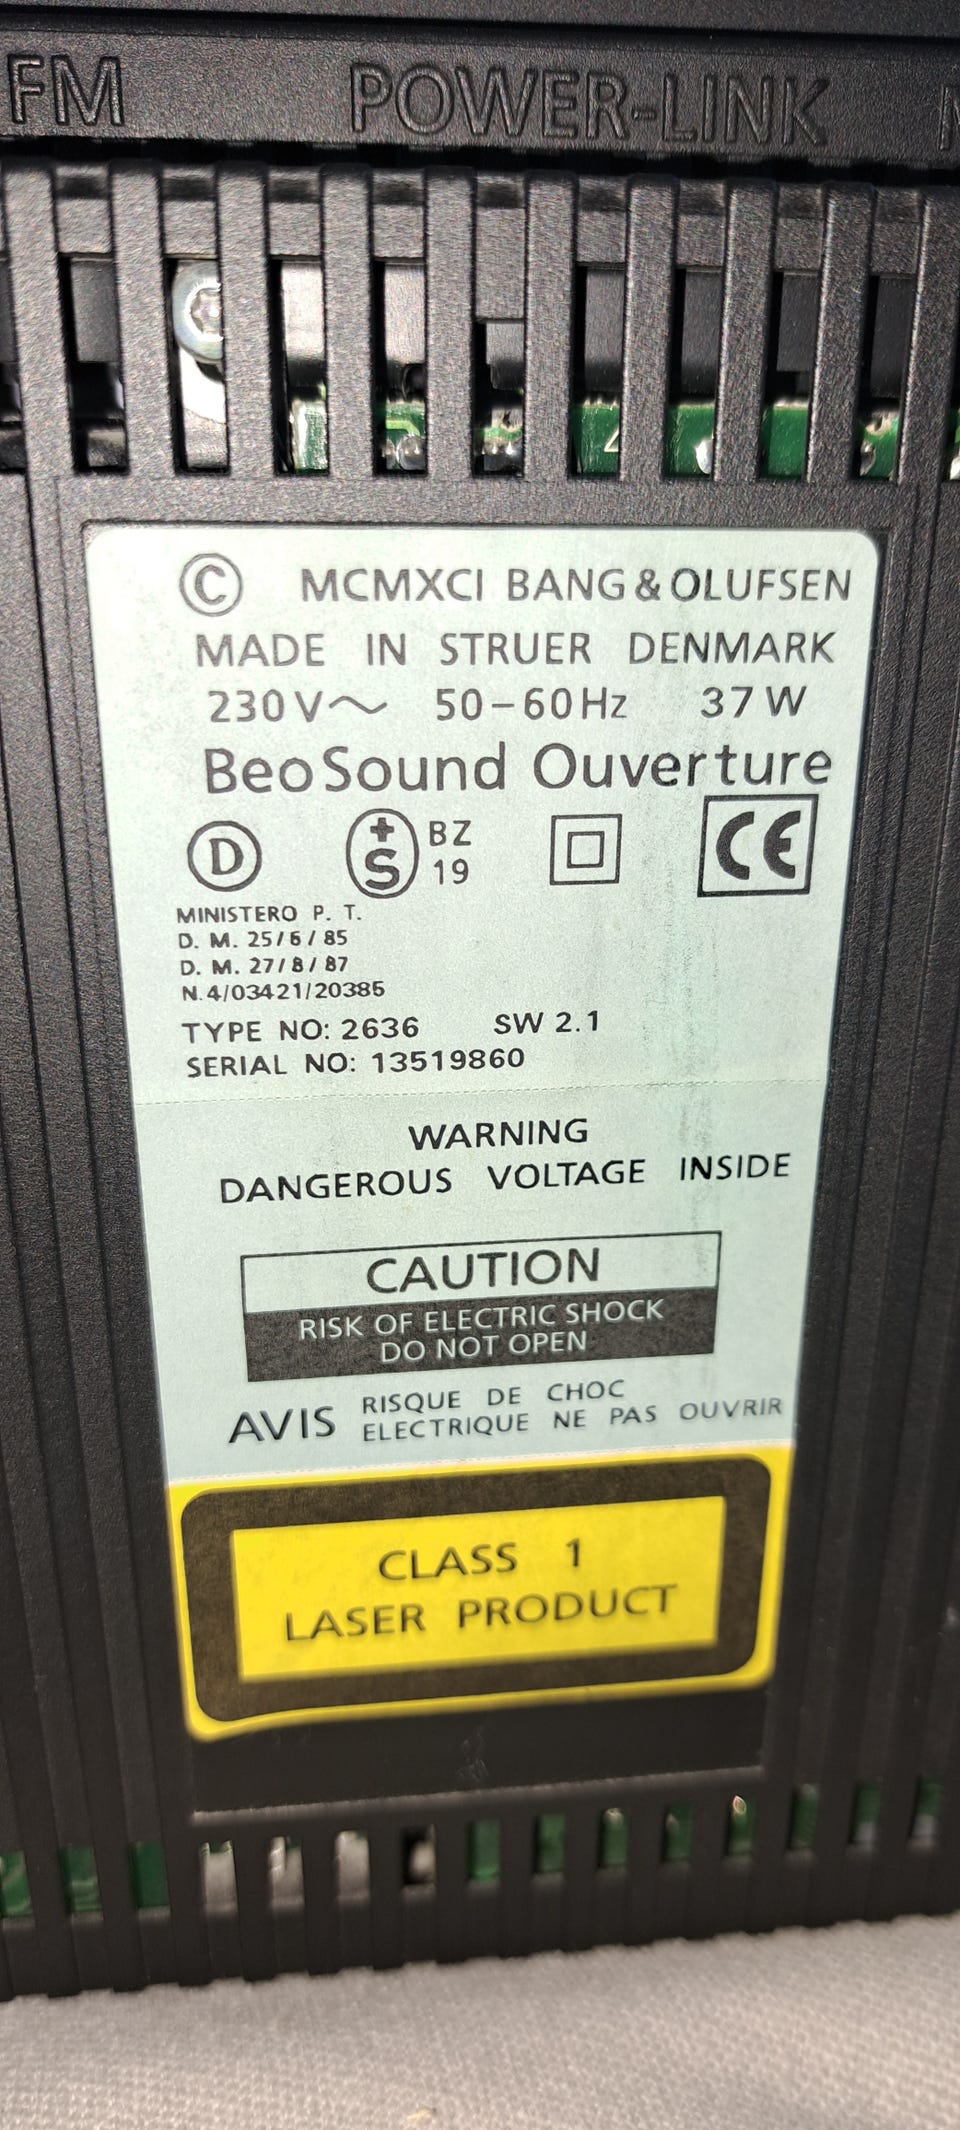 FM POWER-LINK
© MCMXCI BANG & OLUFSEN
MADE IN STRUER DENMARK
230 V~ 50-60 Hz 37 W
BeoSound Ouverture
D +S BZ 19 CE
MINISTERO P. T.
D. M. 25/6/85
D. M. 27/8/87
N.4/03421/20385
TYPE NO: 2636 SW 2.1
SERIAL NO: 13519860
WARNING
DANGEROUS VOLTAGE INSIDE
CAUTION
RISK OF ELECTRIC SHOCK
DO NOT OPEN
AVIS RISQUE DE CHOC
ELECTRIQUE NE PAS OUVRIR
CLASS 1
LASER PRODUCT